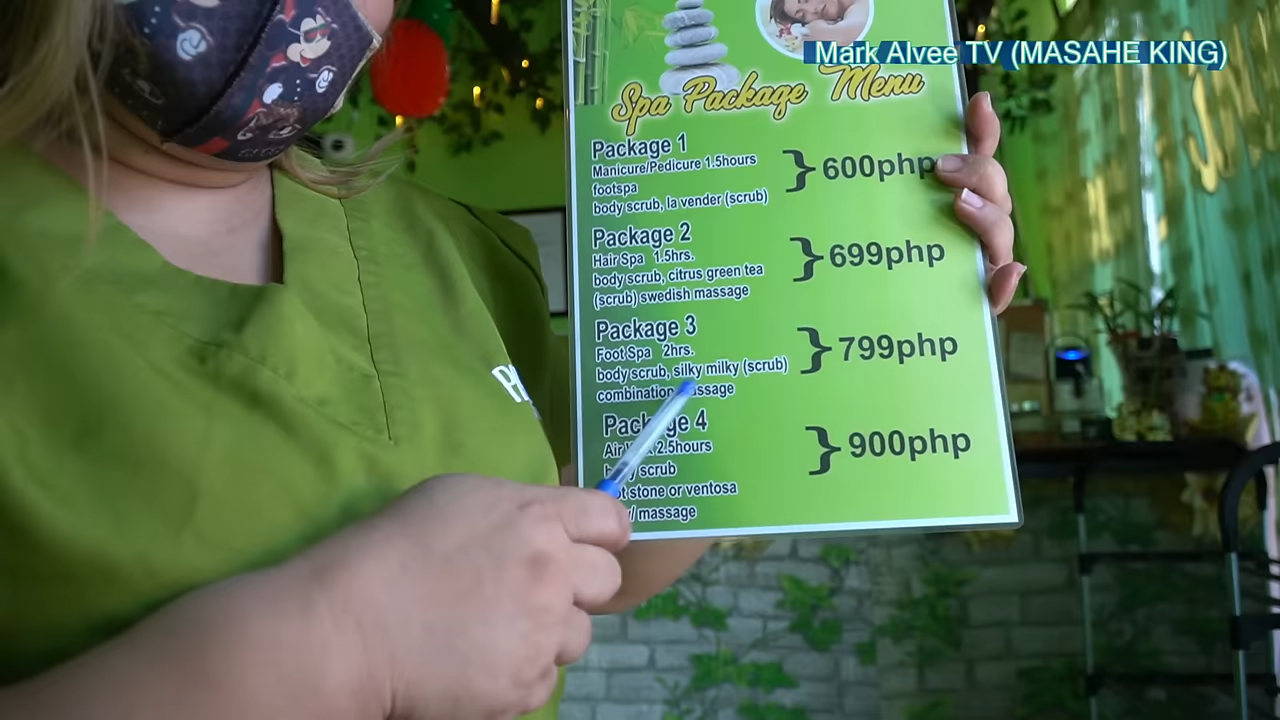 Mark Alvee TV (MASAHE KING)
Spa Package Menu
Package 1
Manicure/Pedicure 1.5hours
footspa
body scrub, la vender (scrub)
} 600php
Package 2
Hair Spa 1.5hrs.
body scrub, citrus green tea
(scrub) swedish massage
} 699php
Package 3
Foot Spa 2hrs.
body scrub, silky milky (scrub)
combination
} 799php
Package 4
2.5hours
scrub
stone or ventosa
w/ massage
} 900php